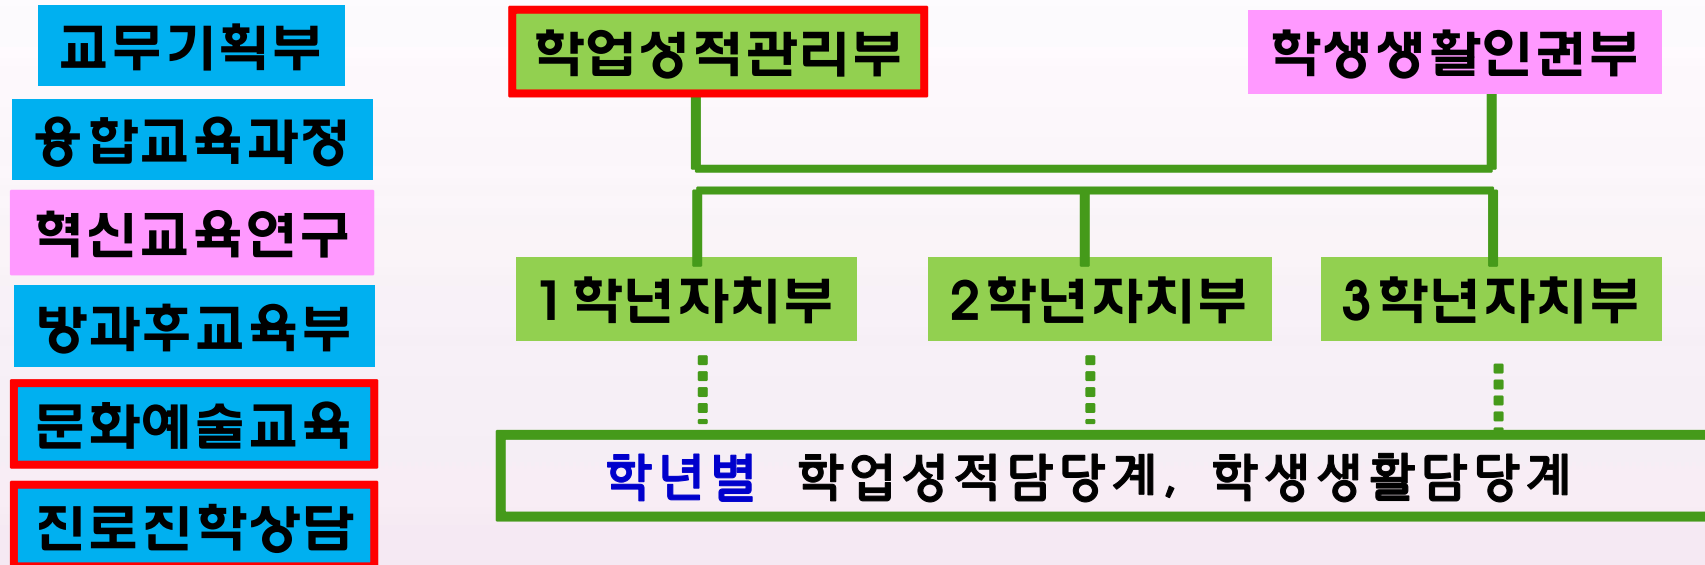 교무기획부
융합교육과정
혁신교육연구
방과후교육부
문화예술교육
진로진학상담
학업성적관리부
학생생활인권부
1학년자치부
2학년자치부
3학년자치부
학년별 학업성적담당계, 학생생활담당계